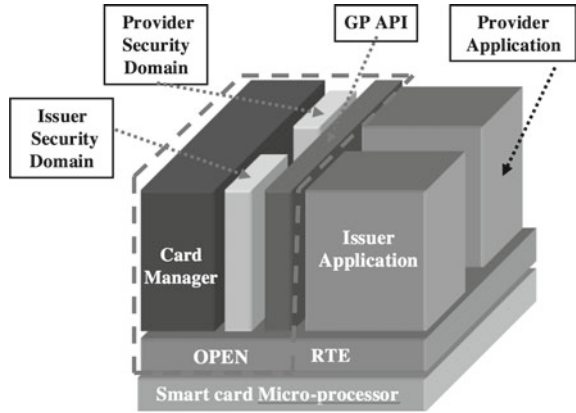 Provider
Security
Domain
GP API
Provider
Application
Issuer
Security
Domain
Card
Manager
Issuer
Application
OPEN RTE
Smart card Micro-processor